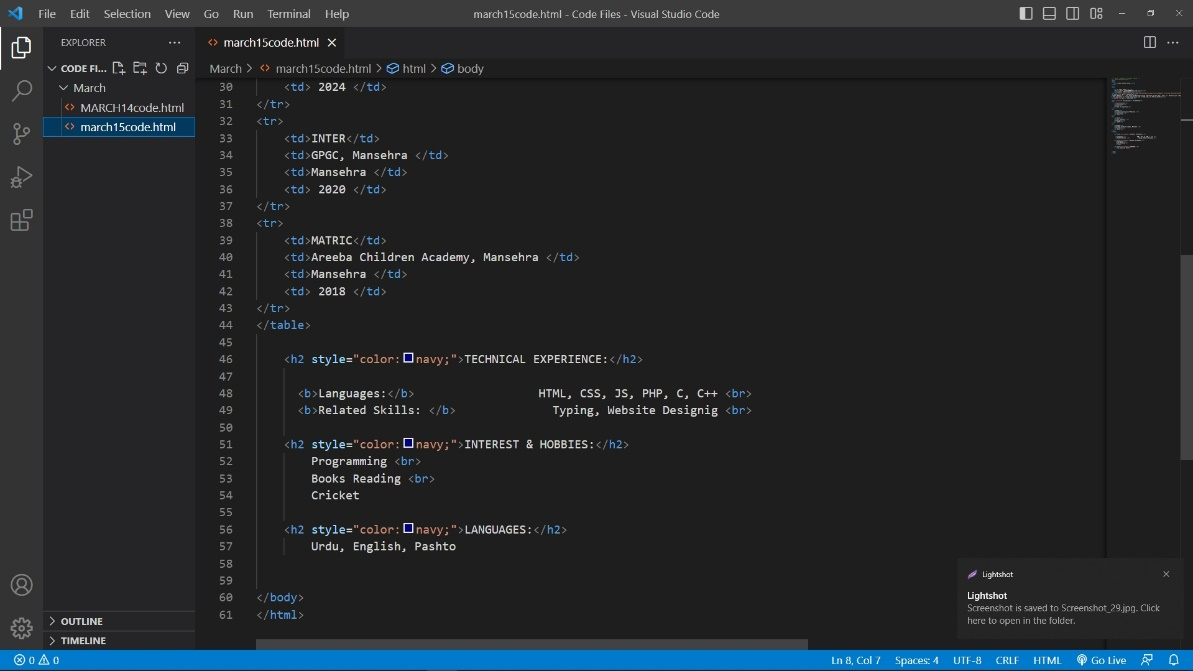 File Edit Selection View Go Run Terminal Help
march15code.html - Code Files - Visual Studio Code
EXPLORER
CODE FI...
March
MARCH14code.html
march15code.html
OUTLINE
TIMELINE
march15code.html
March > march15code.html > html > body
30 <td> 2024 </td>
31 </tr>
32 <tr>
33 <td>INTER</td>
34 <td>GPGC, Mansehra </td>
35 <td>Mansehra </td>
36 <td> 2020 </td>
37 </tr>
38 <tr>
39 <td>MATRIC</td>
40 <td>Areeba Children Academy, Mansehra </td>
41 <td>Mansehra </td>
42 <td> 2018 </td>
43 </tr>
44 </table>
45
46 <h2 style="color:navy;">TECHNICAL EXPERIENCE:</h2>
47
48 <b>Languages:</b> HTML, CSS, JS, PHP, C, C++ <br>
49 <b>Related Skills: </b> Typing, Website Designig <br>
50
51 <h2 style="color:navy;">INTEREST & HOBBIES:</h2>
52 Programming <br>
53 Books Reading <br>
54 Cricket
55
56 <h2 style="color:navy;">LANGUAGES:</h2>
57 Urdu, English, Pashto
58
59
60 </body>
61 </html>
Lightshot
Lightshot
Screenshot is saved to Screenshot_29.jpg. Click
here to open in the folder.
0 0
Ln 8, Col 7 Spaces: 4 UTF-8 CRLF HTML Go Live